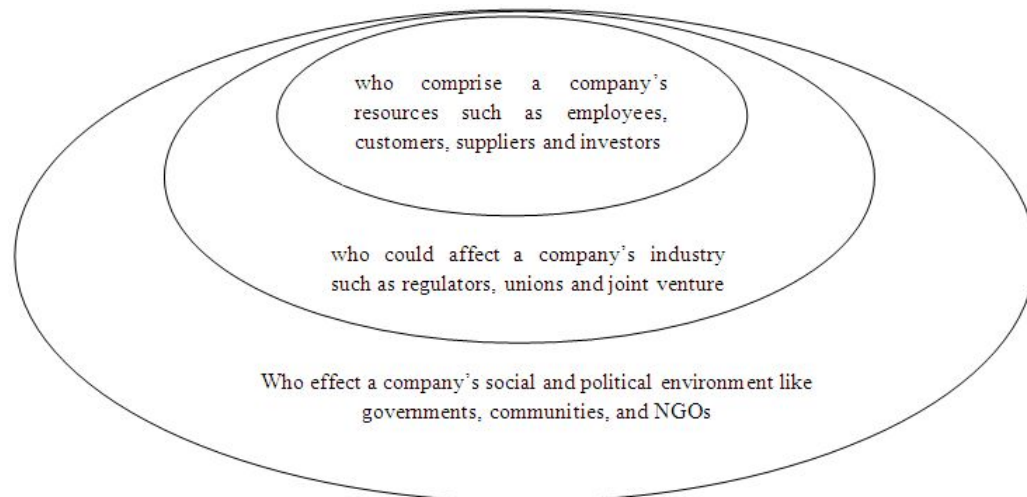 who comprise a company's
resources such as employees,
customers, suppliers and investors
who could affect a company's industry
such as regulators, unions and joint venture
Who effect a company's social and political environment like
governments, communities, and NGOs